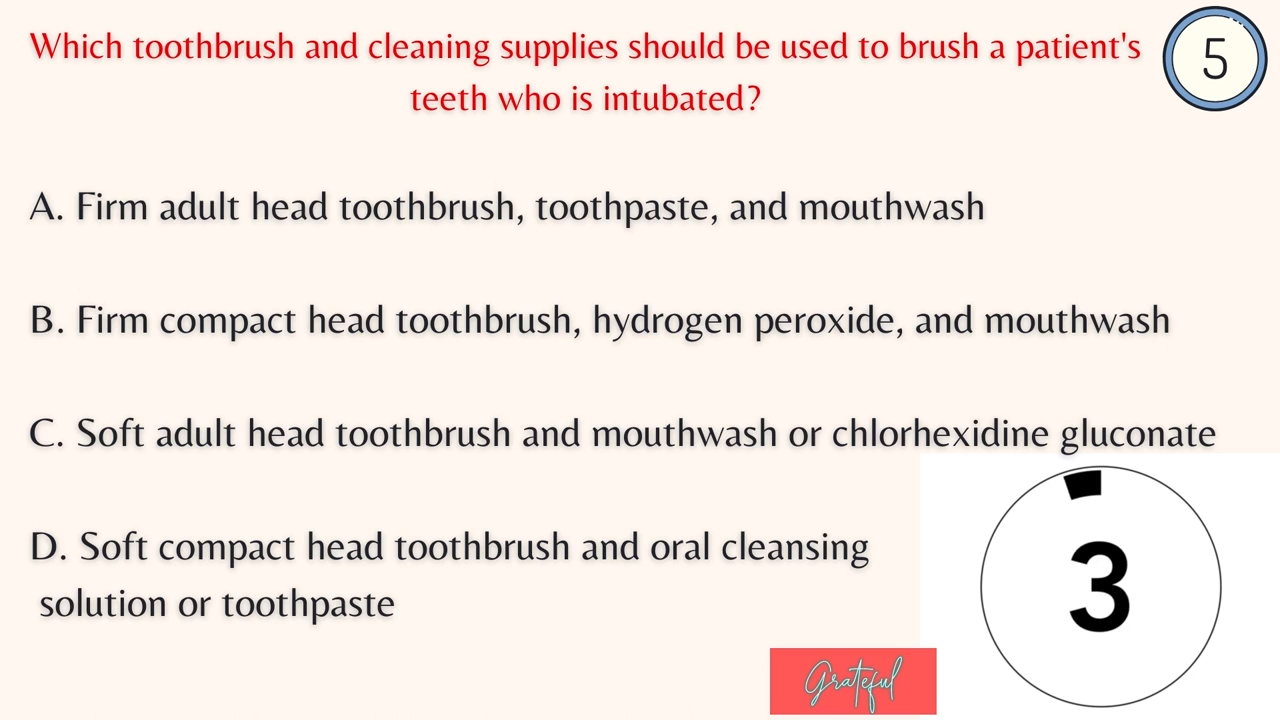 Which toothbrush and cleaning supplies should be used to brush a patient's
teeth who is intubated?
5
A. Firm adult head toothbrush, toothpaste, and mouthwash
B. Firm compact head toothbrush, hydrogen peroxide, and mouthwash
C. Soft adult head toothbrush and mouthwash or chlorhexidine gluconate
D. Soft compact head toothbrush and oral cleansing
solution or toothpaste
3
Grateful